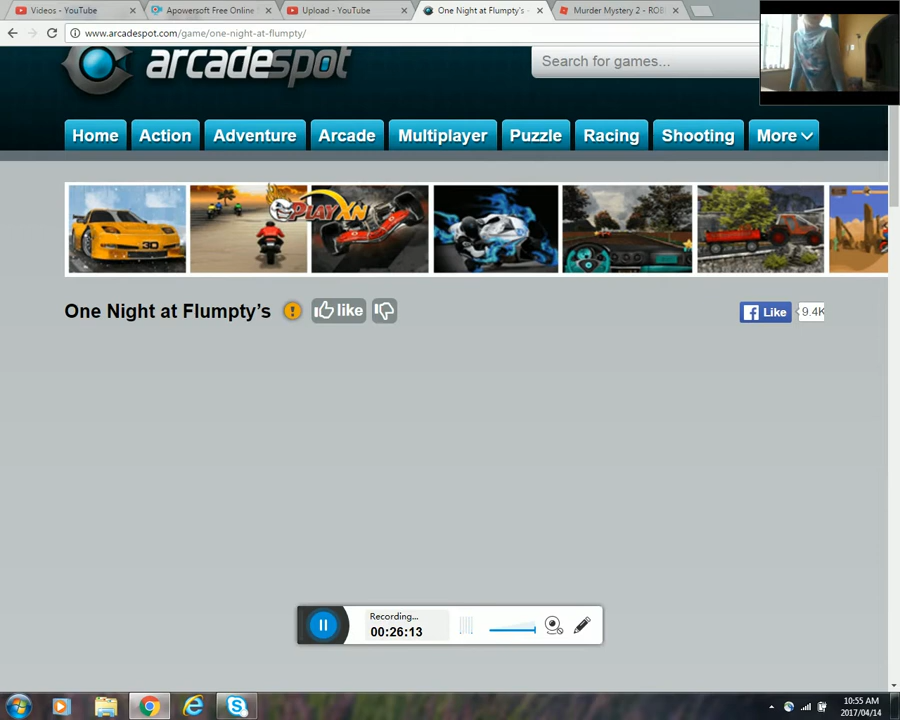 Videos - YouTube
Apowersoft Free Online
Upload - YouTube
One Night at Flumpty's -
Murder Mystery 2 - ROB
www.arcadespot.com/game/one-night-at-flumpty/
arcadespot
Search for games...
Home
Action
Adventure
Arcade
Multiplayer
Puzzle
Racing
Shooting
More
3D
PLAYXN
One Night at Flumpty's
like
Like
9.4K
Recording...
00:26:13
10:55 AM
2017/04/14